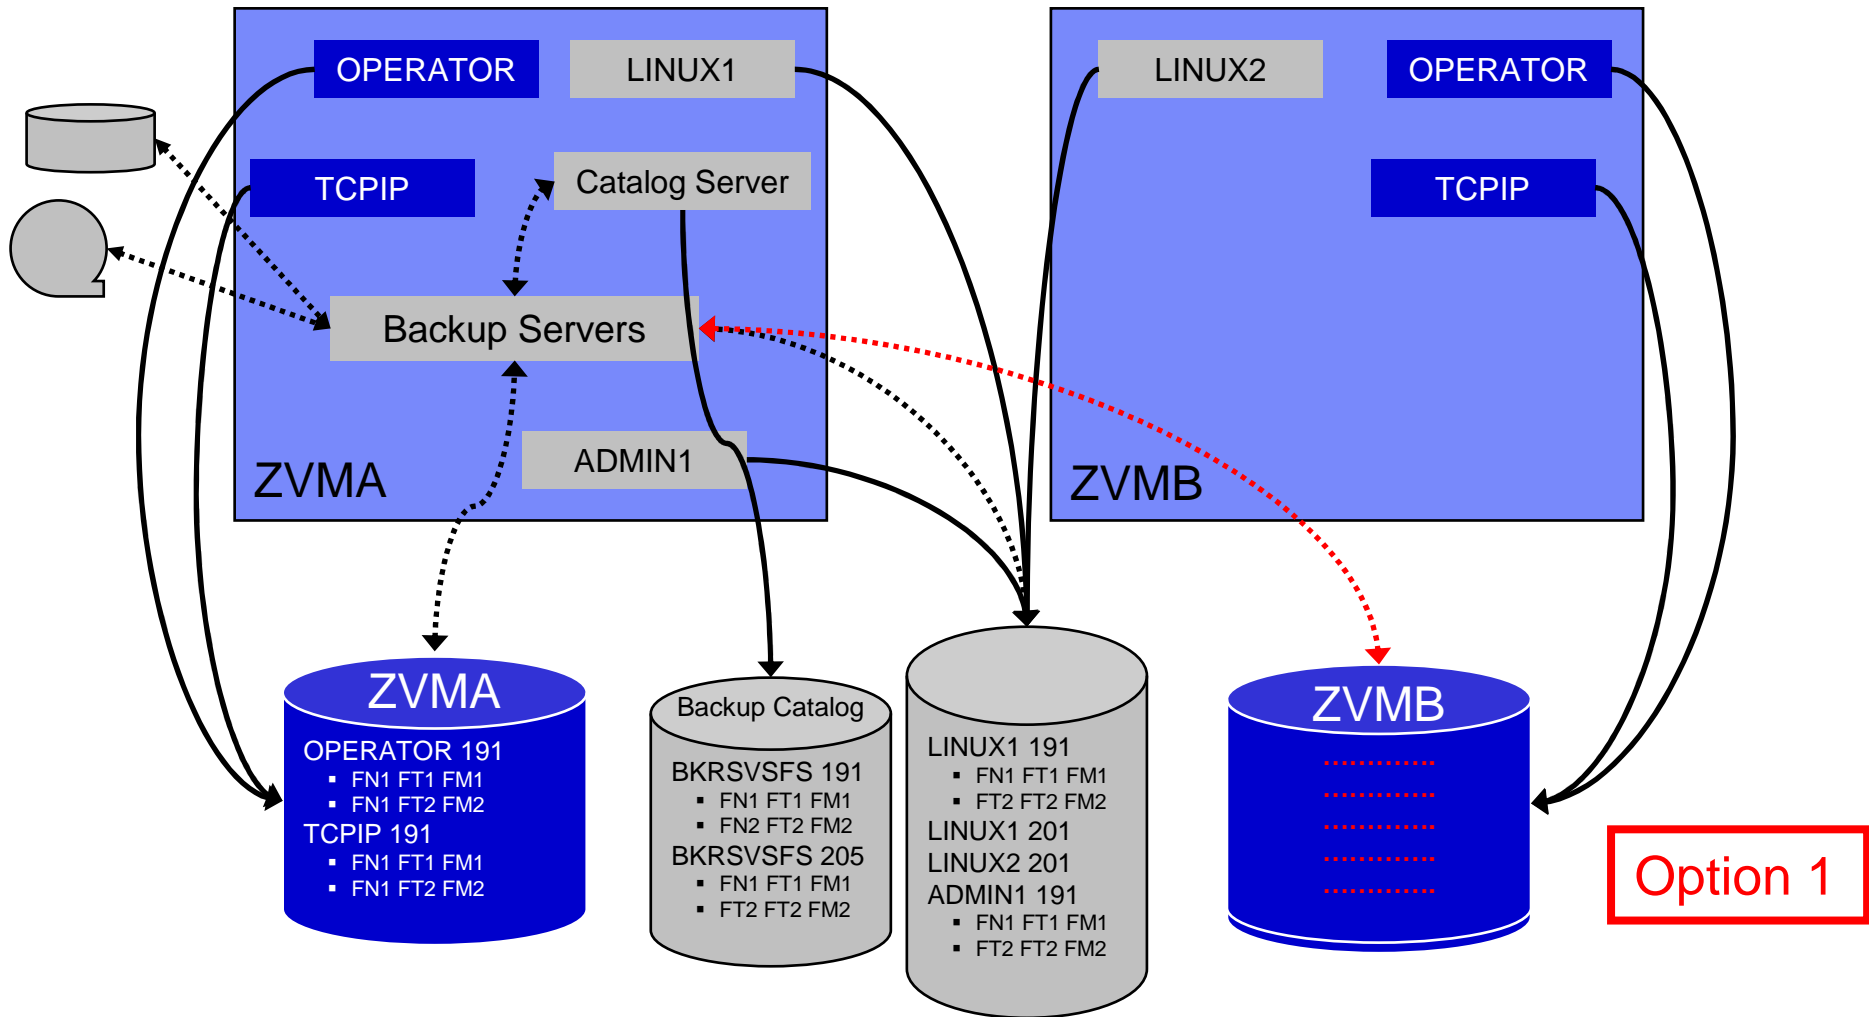 OPERATOR
LINUX1
TCPIP
Catalog Server
Backup Servers
ADMIN1
ZVMA
LINUX2
OPERATOR
TCPIP
ZVMB
ZVMA
OPERATOR 191
▪ FN1 FT1 FM1
▪ FN1 FT2 FM2
TCPIP 191
▪ FN1 FT1 FM1
▪ FN1 FT2 FM2
Backup Catalog
BKRSVSFS 191
▪ FN1 FT1 FM1
▪ FN2 FT2 FM2
BKRSVSFS 205
▪ FN1 FT1 FM1
▪ FT2 FT2 FM2
LINUX1 191
▪ FN1 FT1 FM1
▪ FT2 FT2 FM2
LINUX1 201
LINUX2 201
ADMIN1 191
▪ FN1 FT1 FM1
▪ FT2 FT2 FM2
ZVMB
Option 1